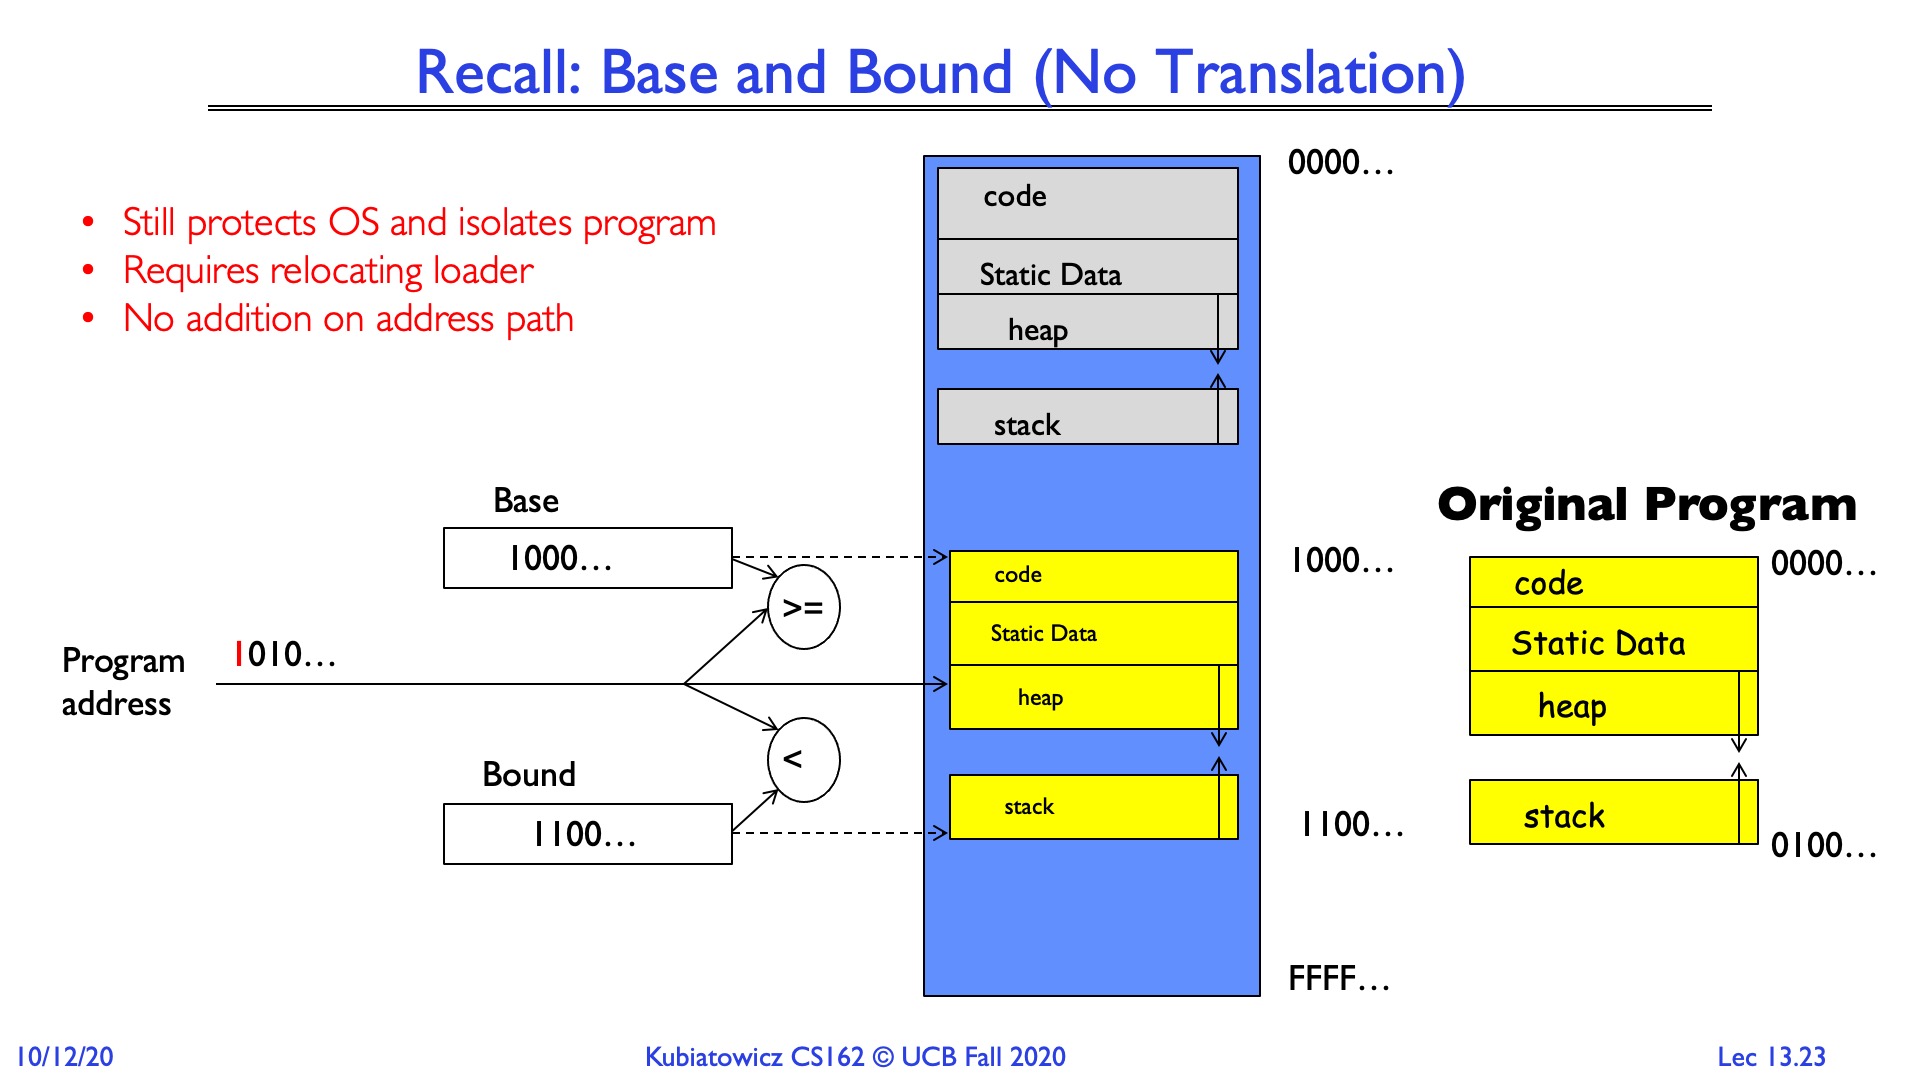 Recall: Base and Bound (No Translation)
• Still protects OS and isolates program
• Requires relocating loader
• No addition on address path
0000…
code
Static Data
heap
stack
Base
1000…
>=
Program
address
1010…
<
Bound
1100…
code
Static Data
heap
stack
1000…
1100…
FFFF…
Original Program
code
0000…
Static Data
heap
stack
0100…
10/12/20
Kubiatowicz CS162 © UCB Fall 2020
Lec 13.23